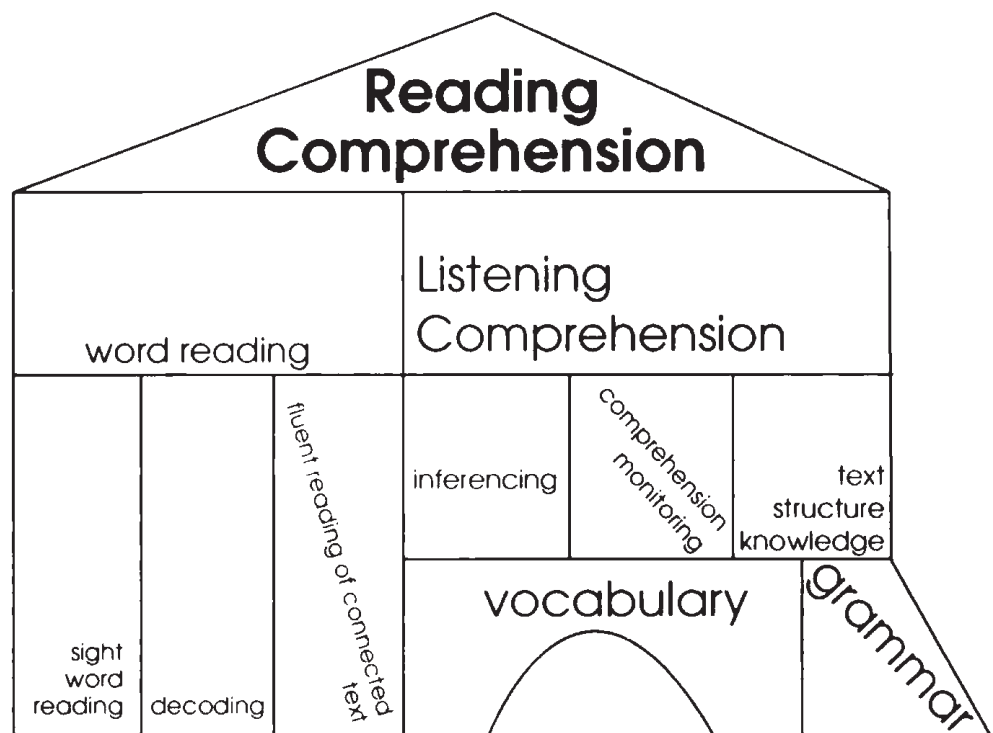 Reading
Comprehension
word reading
Listening
Comprehension
sight
word
reading
decoding
fluent reading of connected
text
inferencing
comprehension
monitoring
text
structure
knowledge
vocabulary
grammar